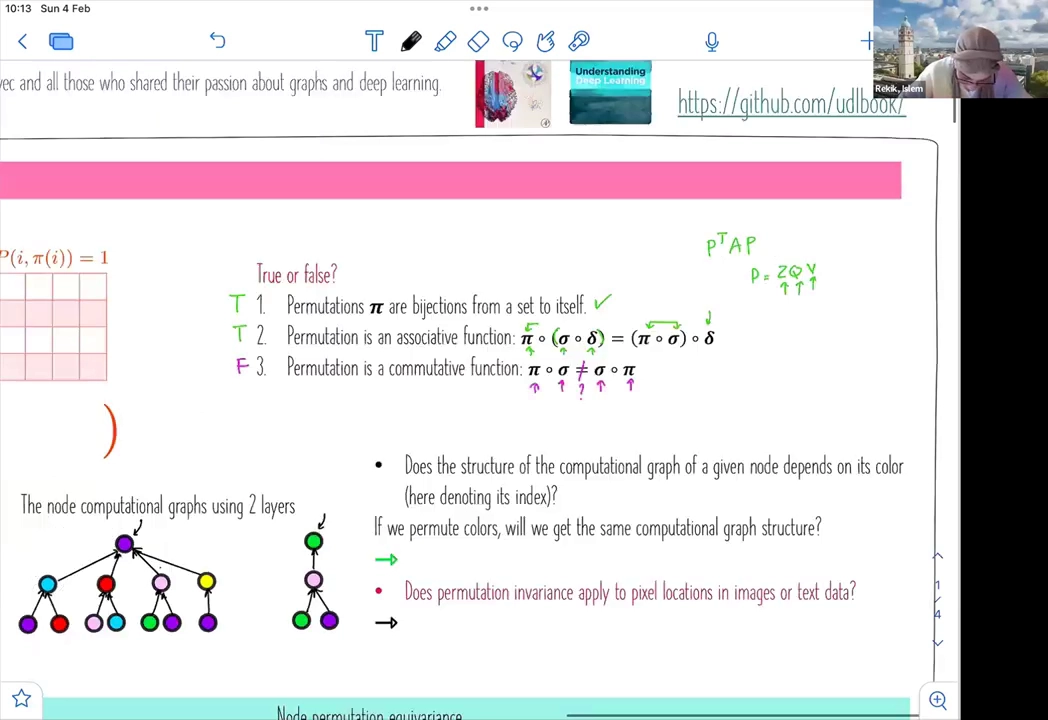 10:13 Sun 4 Feb
Rekik, Islem
vec and all those who shared their passion about graphs and deep learning.
Understanding
Deep Learning
https://github.com/udlbook/
P(i, π(i)) = 1
PᵀAP
P = ZQV
True or false?
T 1. Permutations π are bijections from a set to itself. ✓
T 2. Permutation is an associative function: π ∘ (σ ∘ δ) = (π ∘ σ) ∘ δ
F 3. Permutation is a commutative function: π ∘ σ ≠ σ ∘ π
?
)
• Does the structure of the computational graph of a given node depends on its color
(here denoting its index)?
The node computational graphs using 2 layers
If we permute colors, will we get the same computational graph structure?
→
• Does permutation invariance apply to pixel locations in images or text data?
→
1
/
4
Node permutation equivariance